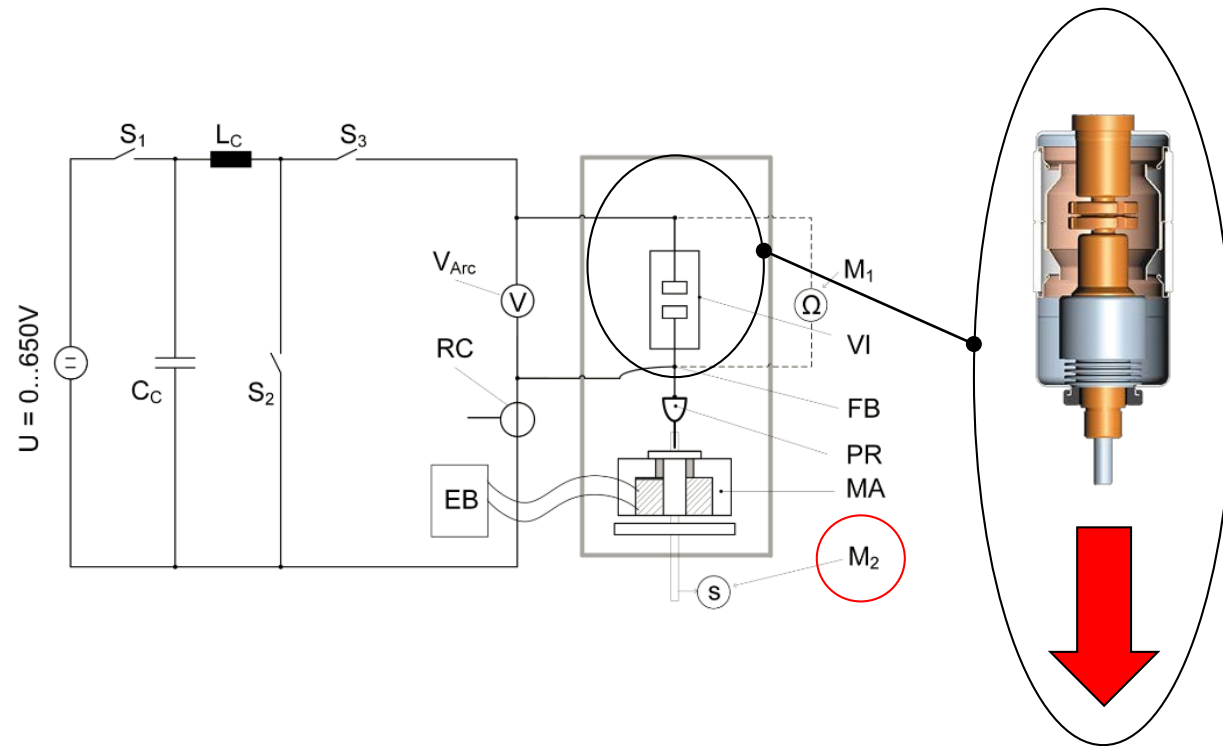 S1
LC
S3
VArc
V
M1
Ω
VI
U = 0...650V
RC
CC
S2
FB
PR
MA
EB
M2
s